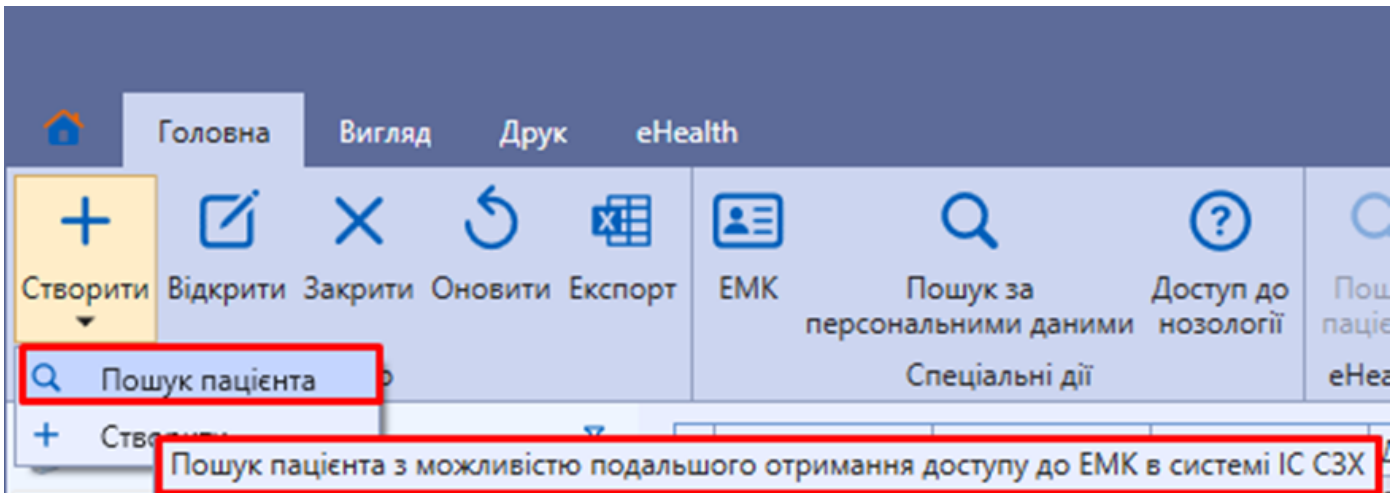 Головна Вигляд Друк eHealth
Створити Відкрити Закрити Оновити Експорт ЕМК Пошук за персональними даними Доступ до нозології
Спеціальні дії
Пошук пацієнта
Пошук пацієнта з можливістю подальшого отримання доступу до ЕМК в системі ІС СЗХ